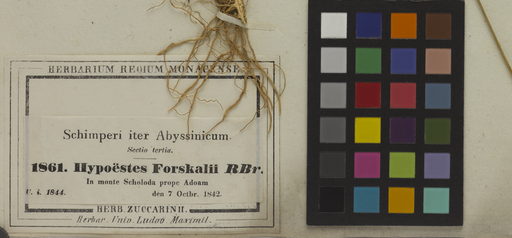 HERBARIUM REGIUM MONACENSE.
Schimperi iter Abyssinicum.
Sectio tertia.
1861. Hypoëstes Forskalii RBr.
In monte Scholoda prope Adoam
U. i. 1844. den 7 Octbr. 1842.
HERB. ZUCCARINII.
Herbar. Univ. Ludov. Maximil.